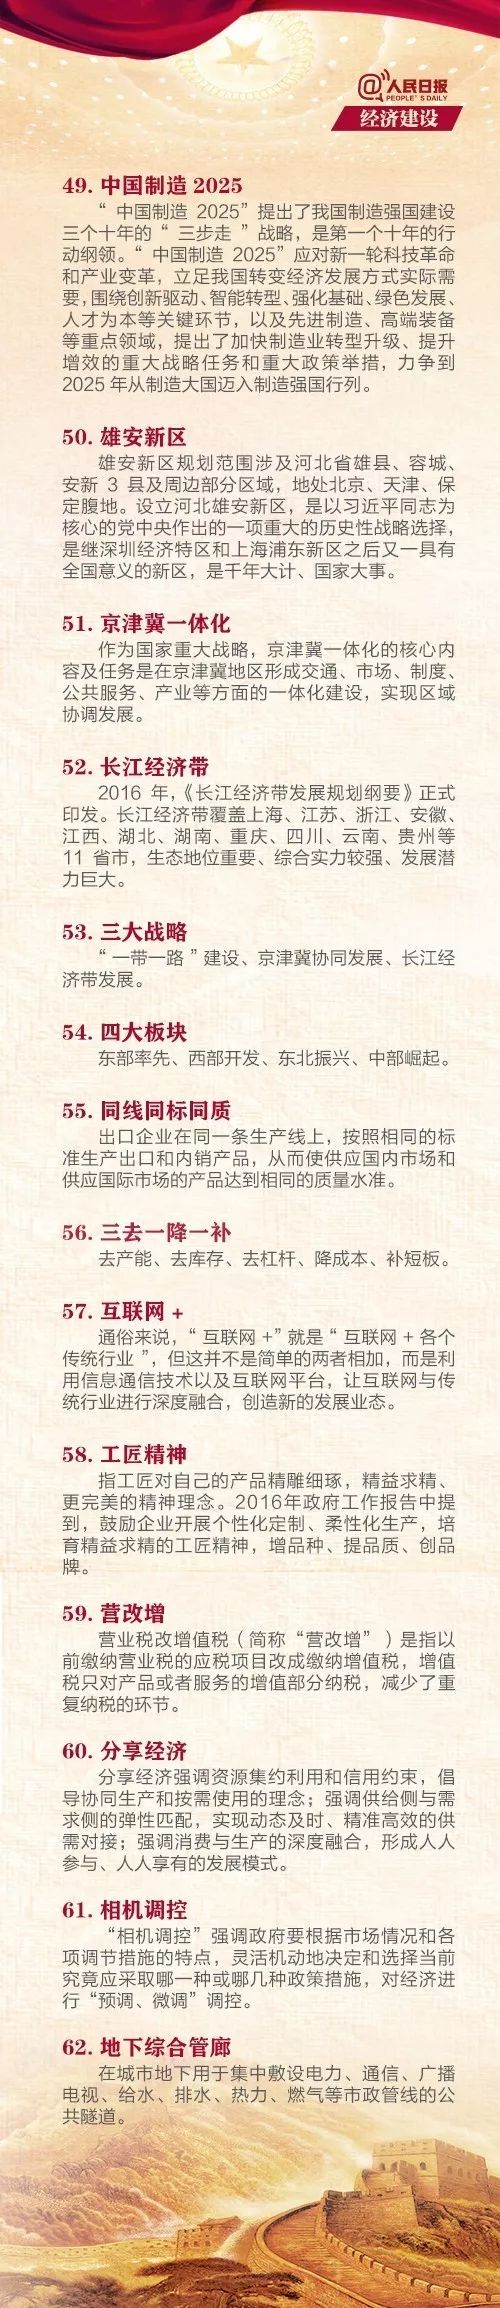 @人民日报
PEOPLE'S DAILY
经济建设
49. 中国制造 2025
“ 中国制造 2025”提出了我国制造强国建设
三个十年的“ 三步走 ”战略，是第一个十年的行
动纲领。“ 中国制造 2025”应对新一轮科技革命
和产业变革，立足我国转变经济发展方式实际需
要，围绕创新驱动、智能转型、强化基础、绿色发展、
人才为本等关键环节，以及先进制造、高端装备
等重点领域，提出了加快制造业转型升级、提升
增效的重大战略任务和重大政策举措，力争到
2025 年从制造大国迈入制造强国行列。
50. 雄安新区
雄安新区规划范围涉及河北省雄县、容城、
安新 3 县及周边部分区域，地处北京、天津、保
定腹地。设立河北雄安新区，是以习近平同志为
核心的党中央作出的一项重大的历史性战略选择，
是继深圳经济特区和上海浦东新区之后又一具有
全国意义的新区，是千年大计、国家大事。
51. 京津冀一体化
作为国家重大战略，京津冀一体化的核心内
容及任务是在京津冀地区形成交通、市场、制度、
公共服务、产业等方面的一体化建设，实现区域
协调发展。
52. 长江经济带
2016 年，《长江经济带发展规划纲要》正式
印发。长江经济带覆盖上海、江苏、浙江、安徽、
江西、湖北、湖南、重庆、四川、云南、贵州等
11 省市，生态地位重要、综合实力较强、发展潜
力巨大。
53. 三大战略
“ 一带一路 ”建设、京津冀协同发展、长江经
济带发展。
54. 四大板块
东部率先、西部开发、东北振兴、中部崛起。
55. 同线同标同质
出口企业在同一条生产线上，按照相同的标
准生产出口和内销产品，从而使供应国内市场和
供应国际市场的产品达到相同的质量水准。
56. 三去一降一补
去产能、去库存、去杠杆、降成本、补短板。
57. 互联网 +
通俗来说，“ 互联网 +”就是“ 互联网 + 各个
传统行业 ”，但这并不是简单的两者相加，而是利
用信息通信技术以及互联网平台，让互联网与传
统行业进行深度融合，创造新的发展业态。
58. 工匠精神
指工匠对自己的产品精雕细琢，精益求精、
更完美的精神理念。2016年政府工作报告中提
到，鼓励企业开展个性化定制、柔性化生产，培
育精益求精的工匠精神，增品种、提品质、创品
牌。
59. 营改增
营业税改增值税（简称“营改增”）是指以
前缴纳营业税的应税项目改成缴纳增值税，增值
税只对产品或者服务的增值部分纳税，减少了重
复纳税的环节。
60. 分享经济
分享经济强调资源集约利用和信用约束，倡
导协同生产和按需使用的理念；强调供给侧与需
求侧的弹性匹配，实现动态及时、精准高效的供
需对接；强调消费与生产的深度融合，形成人人
参与、人人享有的发展模式。
61. 相机调控
“相机调控”强调政府要根据市场情况和各
项调节措施的特点，灵活机动地决定和选择当前
究竟应采取哪一种或哪几种政策措施，对经济进
行“预调、微调”调控。
62. 地下综合管廊
在城市地下用于集中敷设电力、通信、广播
电视、给水、排水、热力、燃气等市政管线的公
共隧道。